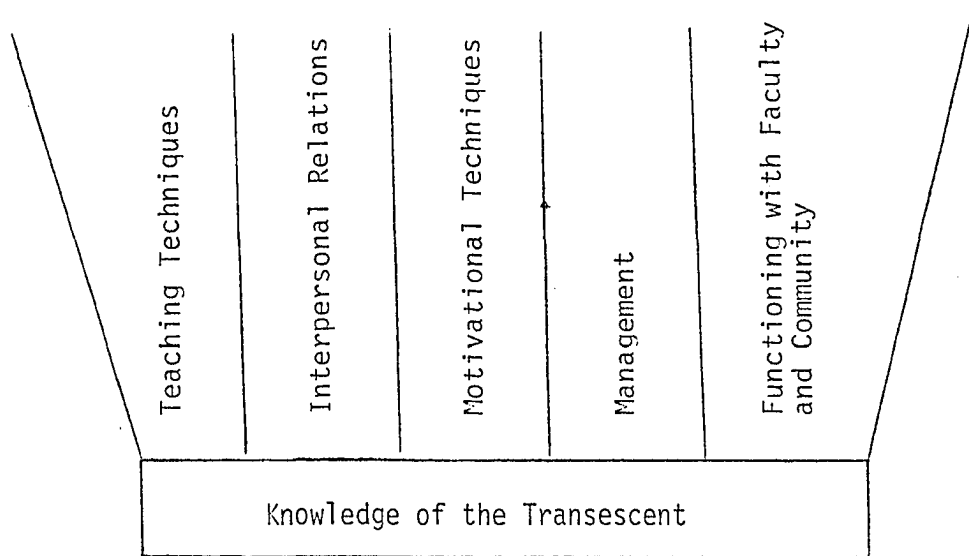 Teaching Techniques
Interpersonal Relations
Motivational Techniques
Management
Functioning with Faculty
and Community
Knowledge of the Transescent